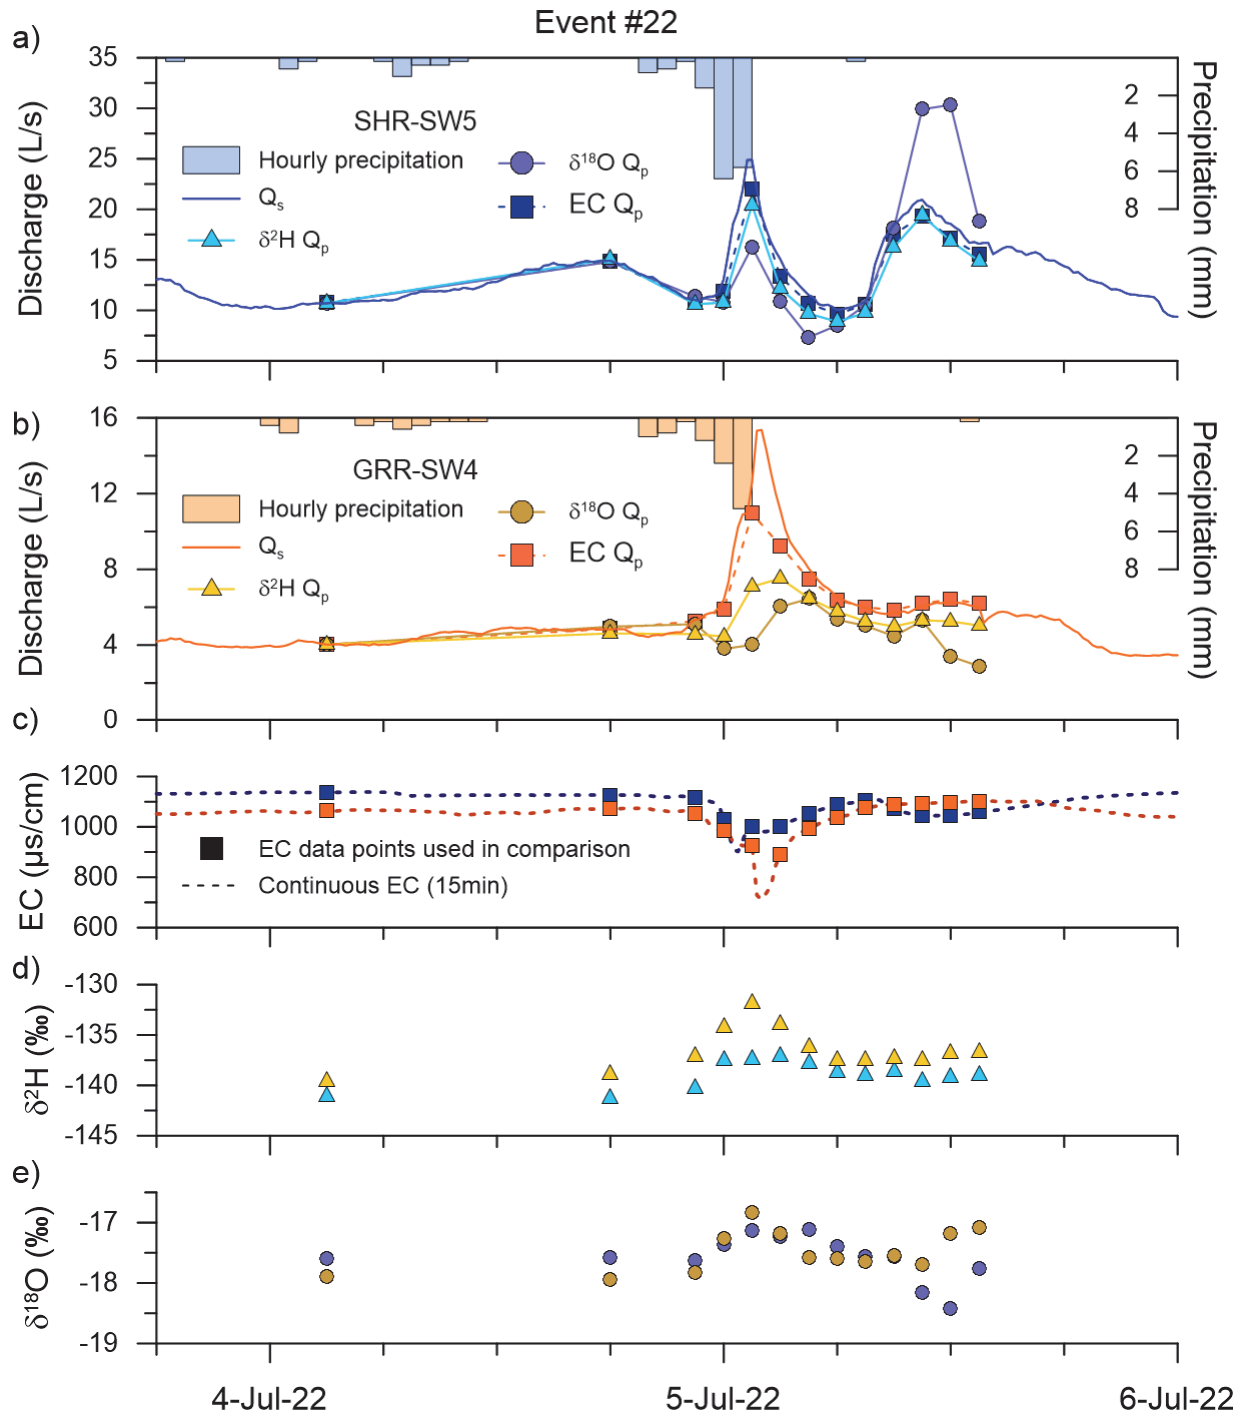 Event #22
a)
35
30
25
20
15
10
5
Discharge (L/s)
SHR-SW5
Hourly precipitation
Qs
δ²H Qp
δ¹⁸O Qp
EC Qp
2
4
6
8
Precipitation (mm)
b)
16
12
8
4
0
Discharge (L/s)
GRR-SW4
Hourly precipitation
Qs
δ²H Qp
δ¹⁸O Qp
EC Qp
2
4
6
8
Precipitation (mm)
c)
1200
1000
800
600
EC (µs/cm)
EC data points used in comparison
Continuous EC (15min)
d)
-130
-135
-140
-145
δ²H (‰)
e)
-17
-18
-19
δ¹⁸O (‰)
4-Jul-22
5-Jul-22
6-Jul-22